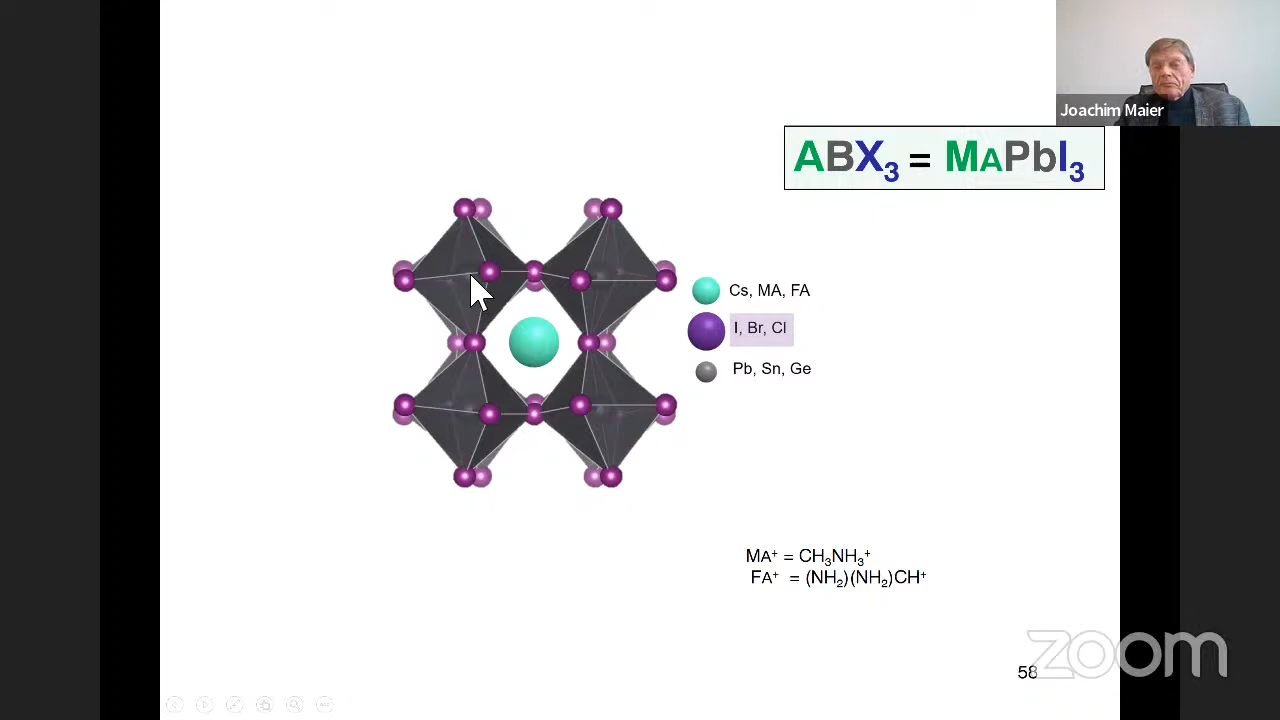 Joachim Maier
ABX₃ = MAPbI₃
Cs, MA, FA
I, Br, Cl
Pb, Sn, Ge
MA⁺ = CH₃NH₃⁺
FA⁺ = (NH₂)(NH₂)CH⁺
58
zoom